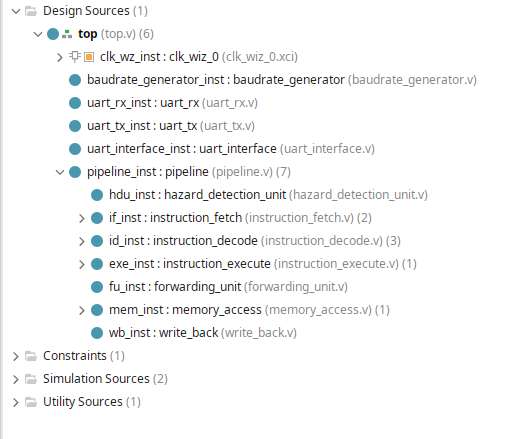 Design Sources (1)
top (top.v) (6)
clk_wz_inst : clk_wiz_0 (clk_wiz_0.xci)
baudrate_generator_inst : baudrate_generator (baudrate_generator.v)
uart_rx_inst : uart_rx (uart_rx.v)
uart_tx_inst : uart_tx (uart_tx.v)
uart_interface_inst : uart_interface (uart_interface.v)
pipeline_inst : pipeline (pipeline.v) (7)
hdu_inst : hazard_detection_unit (hazard_detection_unit.v)
if_inst : instruction_fetch (instruction_fetch.v) (2)
id_inst : instruction_decode (instruction_decode.v) (3)
exe_inst : instruction_execute (instruction_execute.v) (1)
fu_inst : forwarding_unit (forwarding_unit.v)
mem_inst : memory_access (memory_access.v) (1)
wb_inst : write_back (write_back.v)
Constraints (1)
Simulation Sources (2)
Utility Sources (1)